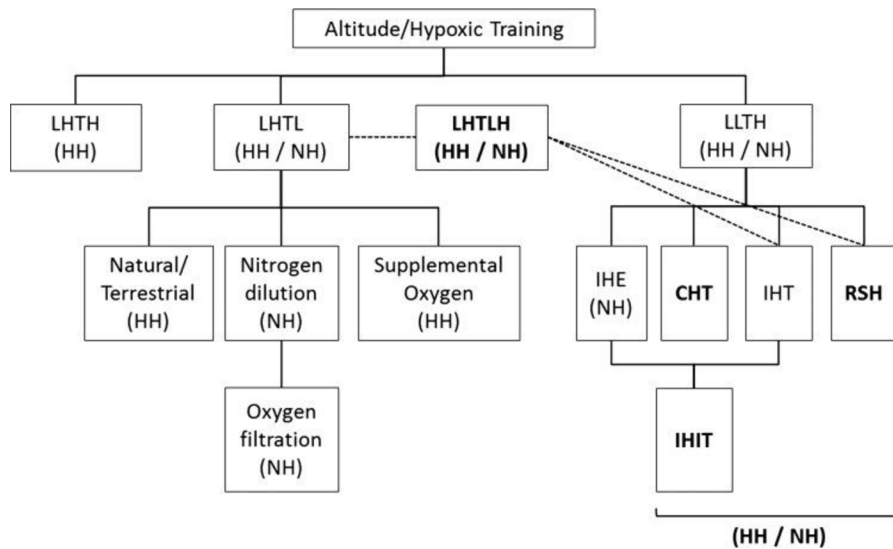 Altitude/Hypoxic Training
LHTH
(HH)
LHTL
(HH / NH)
LHTLH
(HH / NH)
LLTH
(HH / NH)
Natural/
Terrestrial
(HH)
Nitrogen
dilution
(NH)
Supplemental
Oxygen
(HH)
IHE
(NH)
CHT
IHT
RSH
Oxygen
filtration
(NH)
IHIT
(HH / NH)